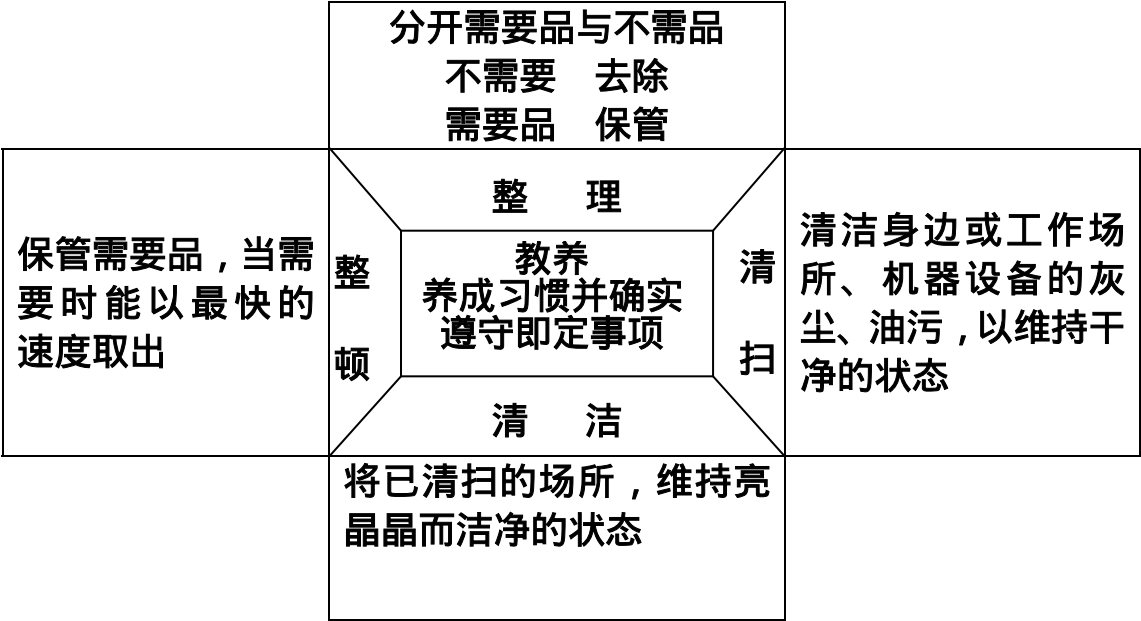 分开需要品与不需品
不需要　去除
需要品　保管
整　理
保管需要品，当需
要时能以最快的
速度取出
整
顿
教养
养成习惯并确实
遵守即定事项
清
扫
清洁身边或工作场
所、机器设备的灰
尘、油污，以维持干
净的状态
清　洁
将已清扫的场所，维持亮
晶晶而洁净的状态